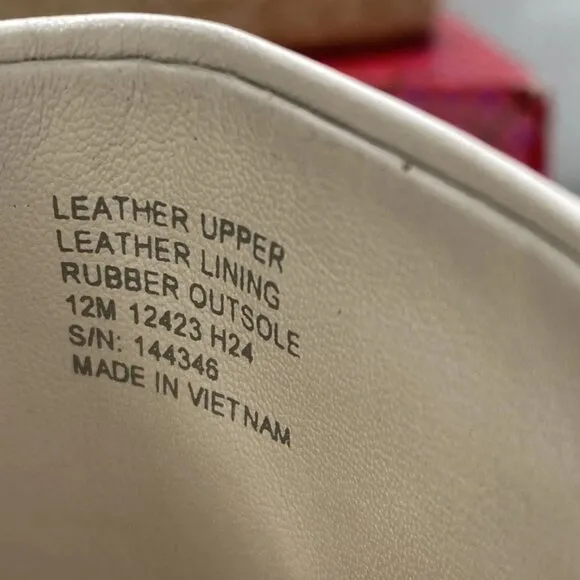 LEATHER UPPER
LEATHER LINING
RUBBER OUTSOLE
12M 12423 H24
S/N: 144346
MADE IN VIETNAM